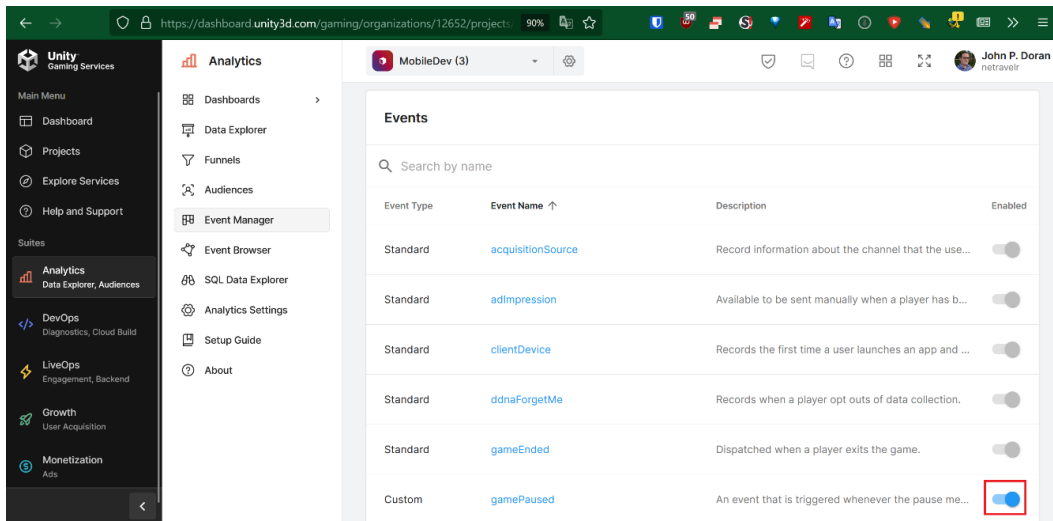 https://dashboard.unity3d.com/gaming/organizations/12652/projects/
90%
50
Unity
Gaming Services
Main Menu
Dashboard
Projects
Explore Services
Help and Support
Suites
Analytics
Data Explorer, Audiences
DevOps
Diagnostics, Cloud Build
LiveOps
Engagement, Backend
Growth
User Acquisition
Monetization
Ads
Analytics
Dashboards
Data Explorer
Funnels
Audiences
Event Manager
Event Browser
SQL Data Explorer
Analytics Settings
Setup Guide
About
MobileDev (3)
John P. Doran
netravelr
Events
Search by name
Event Type Event Name ↑ Description Enabled
Standard acquisitionSource Record information about the channel that the use...
Standard adImpression Available to be sent manually when a player has b...
Standard clientDevice Records the first time a user launches an app and ...
Standard ddnaForgetMe Records when a player opt outs of data collection.
Standard gameEnded Dispatched when a player exits the game.
Custom gamePaused An event that is triggered whenever the pause me...